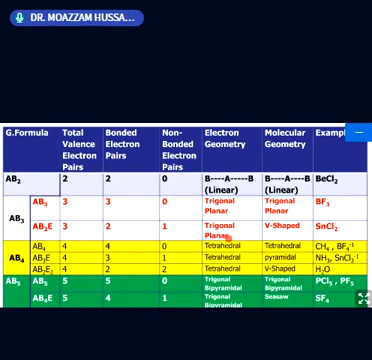 DR. MOAZZAM HUSSA...
G.Formula Total Valence Electron Pairs Bonded Electron Pairs Non-Bonded Electron Pairs Electron Geometry Molecular Geometry Exampl
AB2 2 2 0 B----A-----B (Linear) B----A----B (Linear) BeCl2
AB3 AB3 3 3 0 Trigonal Planar Trigonal Planar BF3
AB2E 3 2 1 Trigonal Planar V-Shaped SnCl2
AB4 AB4 4 4 0 Tetrahedral Tetrahedral CH4 , BF4-1
AB3E 4 3 1 Tetrahedral pyramidal NH3, SnCl3-1
AB2E2 4 2 2 Tetrahedral V-Shaped H2O
AB5 AB5 5 5 0 Trigonal Bipyramidal Trigonal Bipyramidal PCl5 , PF5
AB4E 5 4 1 Trigonal Bipyramidal Seasaw SF4